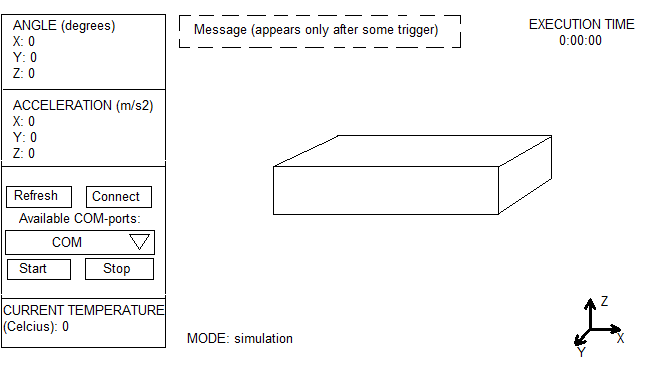 ANGLE (degrees)
X: 0
Y: 0
Z: 0
ACCELERATION (m/s2)
X: 0
Y: 0
Z: 0
Refresh
Connect
Available COM-ports:
COM
Start
Stop
CURRENT TEMPERATURE
(Celcius): 0
Message (appears only after some trigger)
EXECUTION TIME
0:00:00
MODE: simulation
Z
X
Y